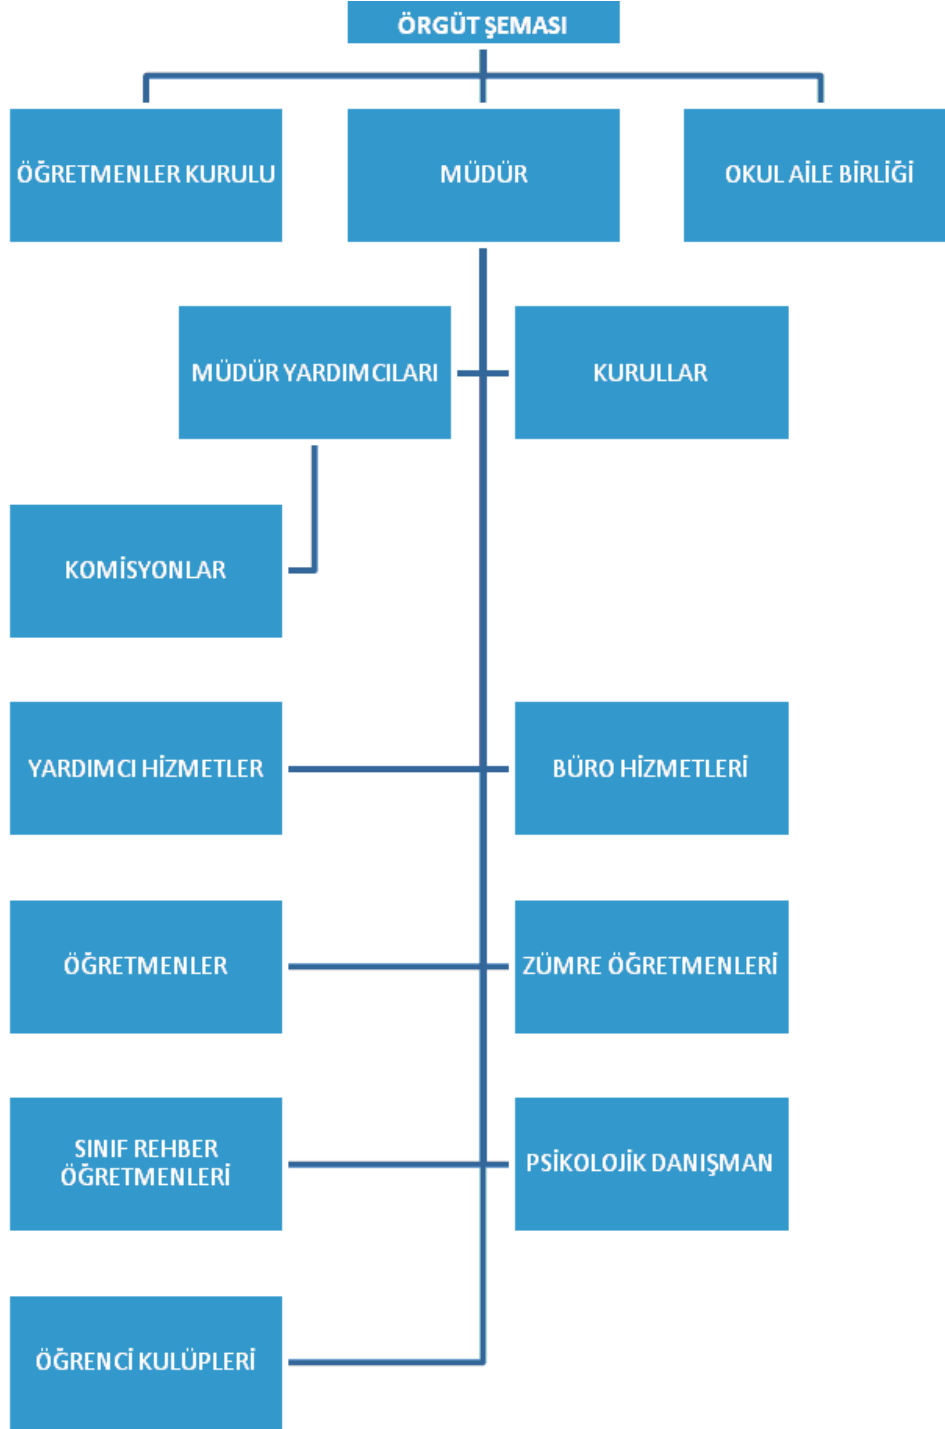 ÖRGÜT ŞEMASI
ÖĞRETMENLER KURULU
MÜDÜR
OKUL AİLE BİRLİĞİ
MÜDÜR YARDIMCILARI
KURULLAR
KOMİSYONLAR
YARDIMCI HİZMETLER
BÜRO HİZMETLERİ
ÖĞRETMENLER
ZÜMRE ÖĞRETMENLERİ
SINIF REHBER
ÖĞRETMENLERİ
PSİKOLOJİK DANIŞMAN
ÖĞRENCİ KULÜPLERİ